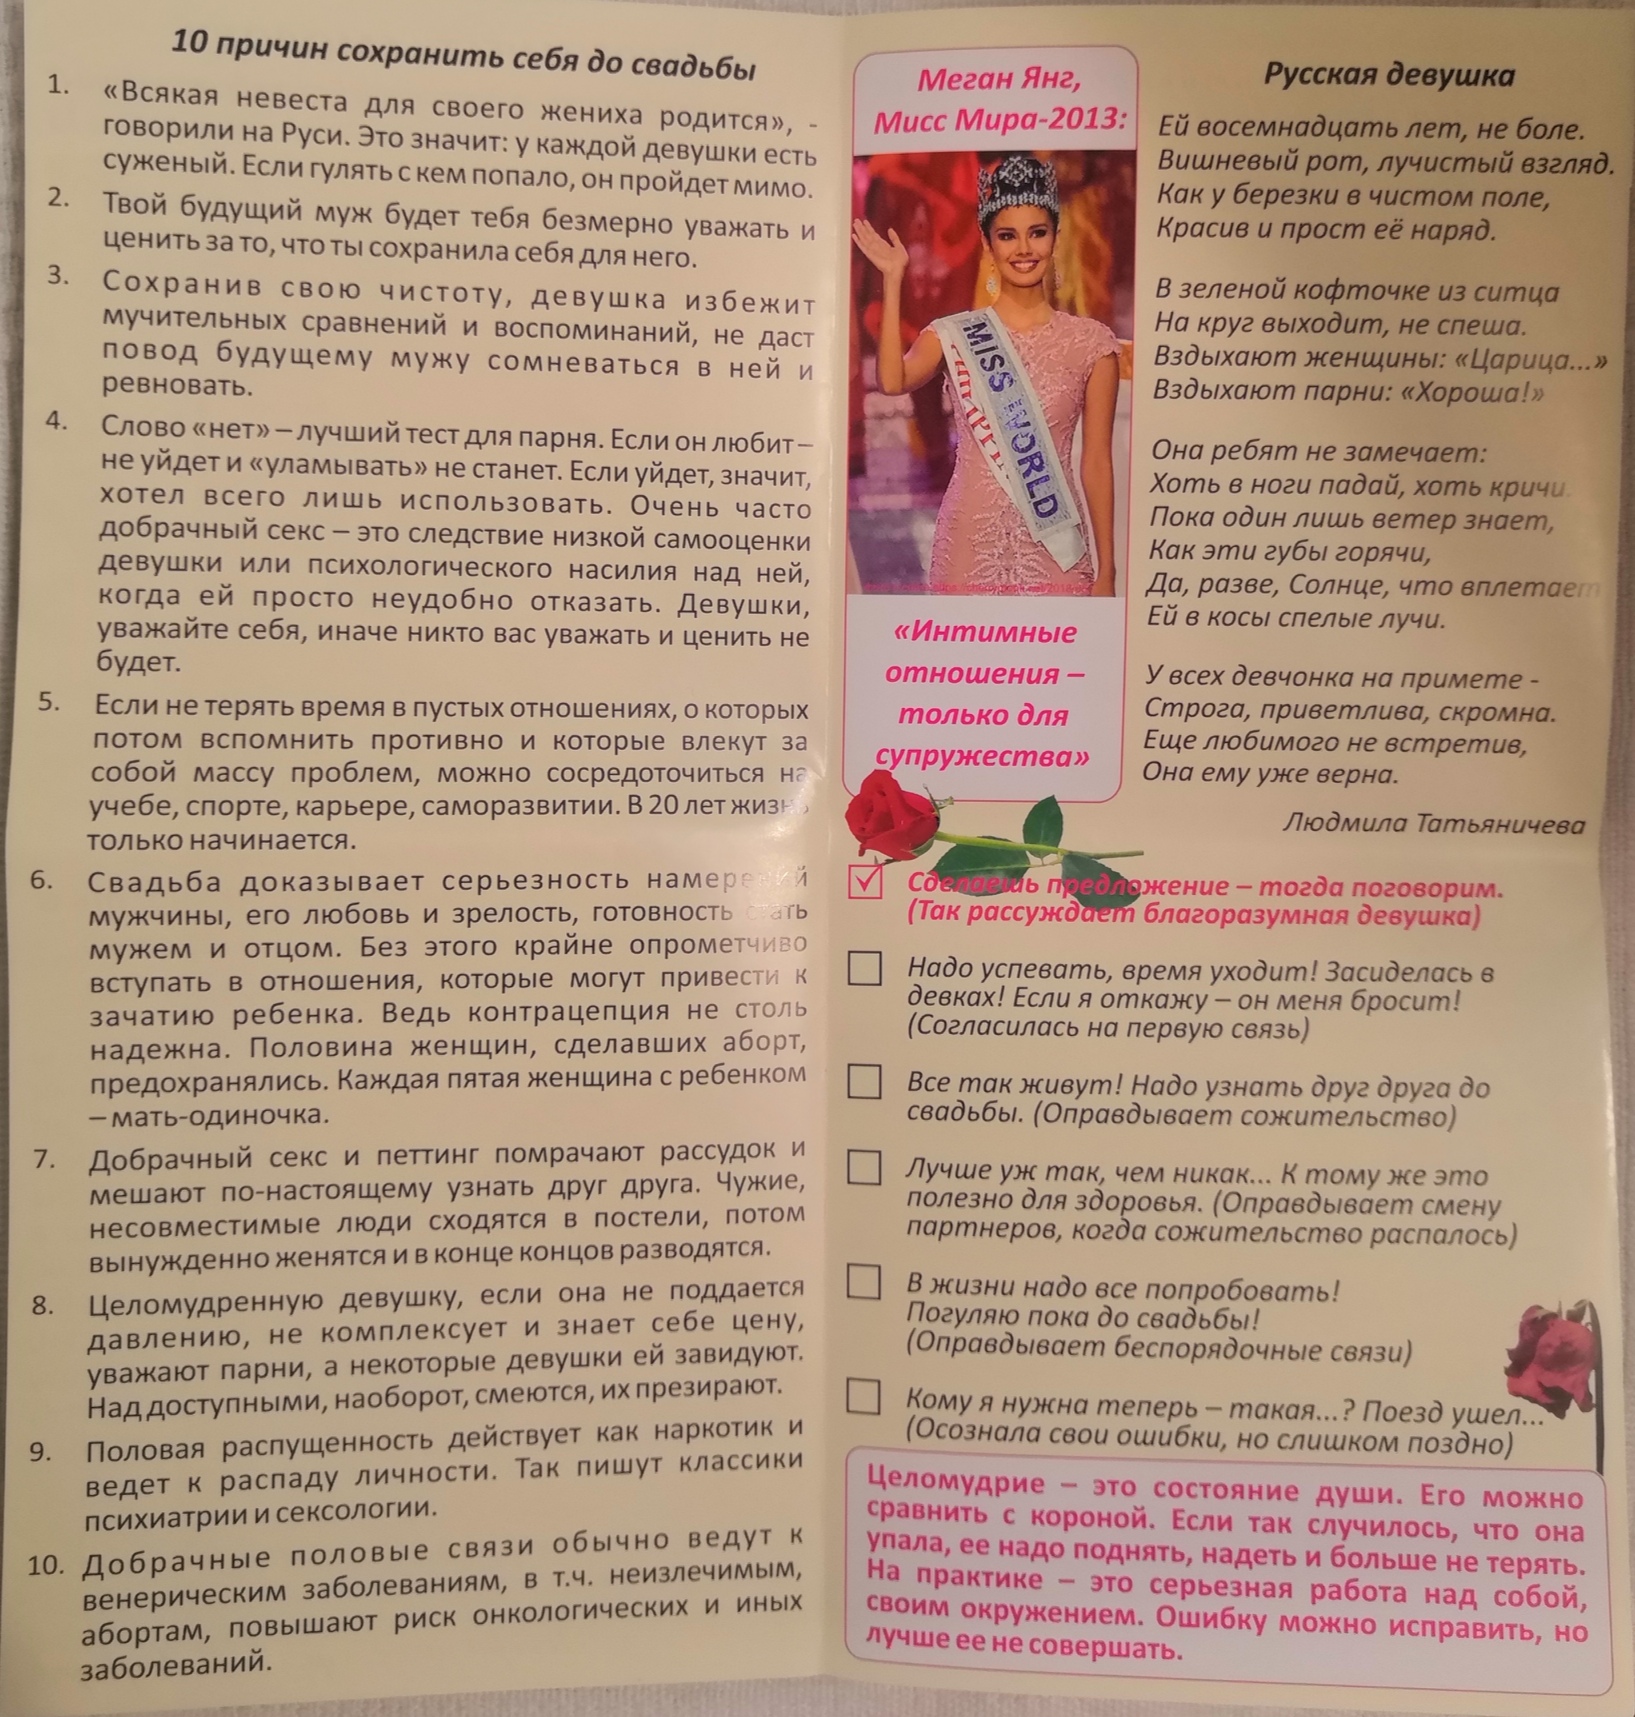 10 причин сохранить себя до свадьбы
1. «Всякая невеста для своего жениха родится», -
говорили на Руси. Это значит: у каждой девушки есть
суженый. Если гулять с кем попало, он пройдет мимо.
2. Твой будущий муж будет тебя безмерно уважать и
ценить за то, что ты сохранила себя для него.
3. Сохранив свою чистоту, девушка избежит
мучительных сравнений и воспоминаний, не даст
повод будущему мужу сомневаться в ней и
ревновать.
4. Слово «нет» – лучший тест для парня. Если он любит –
не уйдет и «уламывать» не станет. Если уйдет, значит,
хотел всего лишь использовать. Очень часто
добрачный секс – это следствие низкой самооценки
девушки или психологического насилия над ней,
когда ей просто неудобно отказать. Девушки,
уважайте себя, иначе никто вас уважать и ценить не
будет.
5. Если не терять время в пустых отношениях, о которых
потом вспомнить противно и которые влекут за
собой массу проблем, можно сосредоточиться на
учебе, спорте, карьере, саморазвитии. В 20 лет жизнь
только начинается.
6. Свадьба доказывает серьезность намерений
мужчины, его любовь и зрелость, готовность стать
мужем и отцом. Без этого крайне опрометчиво
вступать в отношения, которые могут привести к
зачатию ребенка. Ведь контрацепция не столь
надежна. Половина женщин, сделавших аборт,
предохранялись. Каждая пятая женщина с ребенком
– мать-одиночка.
7. Добрачный секс и петтинг помрачают рассудок и
мешают по-настоящему узнать друг друга. Чужие,
несовместимые люди сходятся в постели, потом
вынужденно женятся и в конце концов разводятся.
8. Целомудренную девушку, если она не поддается
давлению, не комплексует и знает себе цену,
уважают парни, а некоторые девушки ей завидуют.
Над доступными, наоборот, смеются, их презирают.
9. Половая распущенность действует как наркотик и
ведет к распаду личности. Так пишут классики
психиатрии и сексологии.
10. Добрачные половые связи обычно ведут к
венерическим заболеваниям, в т.ч. неизлечимым,
абортам, повышают риск онкологических и иных
заболеваний.
Меган Янг,
Мисс Мира-2013:
MISS WORLD
«Интимные
отношения –
только для
супружества»
Русская девушка
Ей восемнадцать лет, не боле.
Вишневый рот, лучистый взгляд.
Как у березки в чистом поле,
Красив и прост её наряд.
В зеленой кофточке из ситца
На круг выходит, не спеша.
Вздыхают женщины: «Царица...»
Вздыхают парни: «Хороша!»
Она ребят не замечает:
Хоть в ноги падай, хоть кричи.
Пока один лишь ветер знает,
Как эти губы горячи,
Да, разве, Солнце, что вплетает
Ей в косы спелые лучи.
У всех девчонка на примете -
Строга, приветлива, скромна.
Еще любимого не встретив,
Она ему уже верна.
Людмила Татьяничева
Сделаешь предложение – тогда поговорим.
(Так рассуждает благоразумная девушка)
Надо успевать, время уходит! Засиделась в
девках! Если я откажу – он меня бросит!
(Согласилась на первую связь)
Все так живут! Надо узнать друг друга до
свадьбы. (Оправдывает сожительство)
Лучше уж так, чем никак... К тому же это
полезно для здоровья. (Оправдывает смену
партнеров, когда сожительство распалось)
В жизни надо все попробовать!
Погуляю пока до свадьбы!
(Оправдывает беспорядочные связи)
Кому я нужна теперь – такая...? Поезд ушел...
(Осознала свои ошибки, но слишком поздно)
Целомудрие – это состояние души. Его можно
сравнить с короной. Если так случилось, что она
упала, ее надо поднять, надеть и больше не терять.
На практике – это серьезная работа над собой,
своим окружением. Ошибку можно исправить, но
лучше ее не совершать.